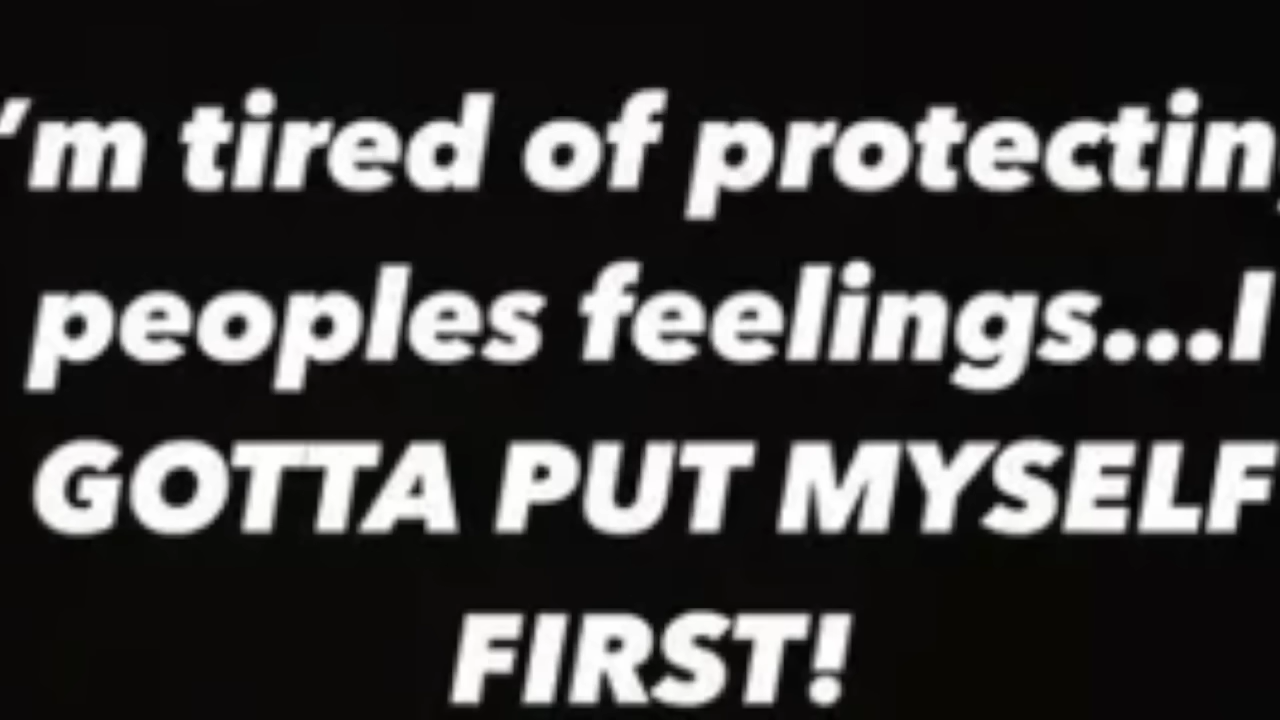 ’m tired of protectin
peoples feelings...I
GOTTA PUT MYSELF
FIRST!